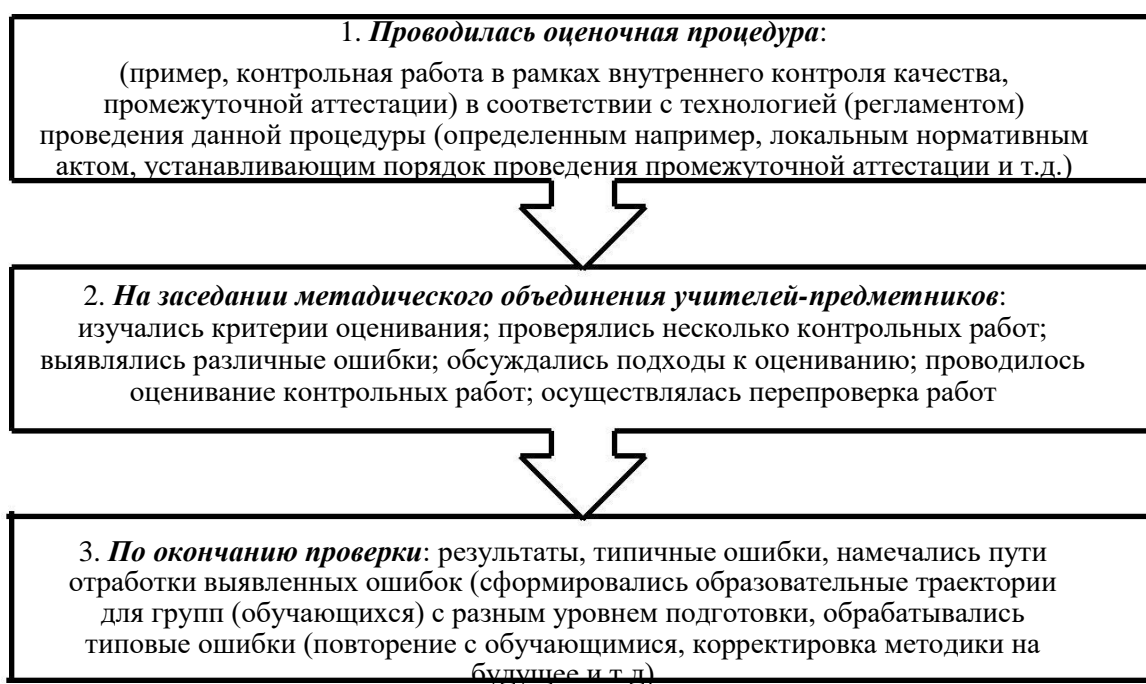 1. Проводилась оценочная процедура:
(пример, контрольная работа в рамках внутреннего контроля качества,
промежуточной аттестации) в соответствии с технологией (регламентом)
проведения данной процедуры (определенным например, локальным нормативным
актом, устанавливающим порядок проведения промежуточной аттестации и т.д.)
2. На заседании метадического объединения учителей-предметников:
изучались критерии оценивания; проверялись несколько контрольных работ;
выявлялись различные ошибки; обсуждались подходы к оцениванию; проводилось
оценивание контрольных работ; осуществлялась перепроверка работ
3. По окончанию проверки: результаты, типичные ошибки, намечались пути
отработки выявленных ошибок (сформировались образовательные траектории
для групп (обучающихся) с разным уровнем подготовки, обрабатывались
типовые ошибки (повторение с обучающимися, корректировка методики на
будущее и т.д)